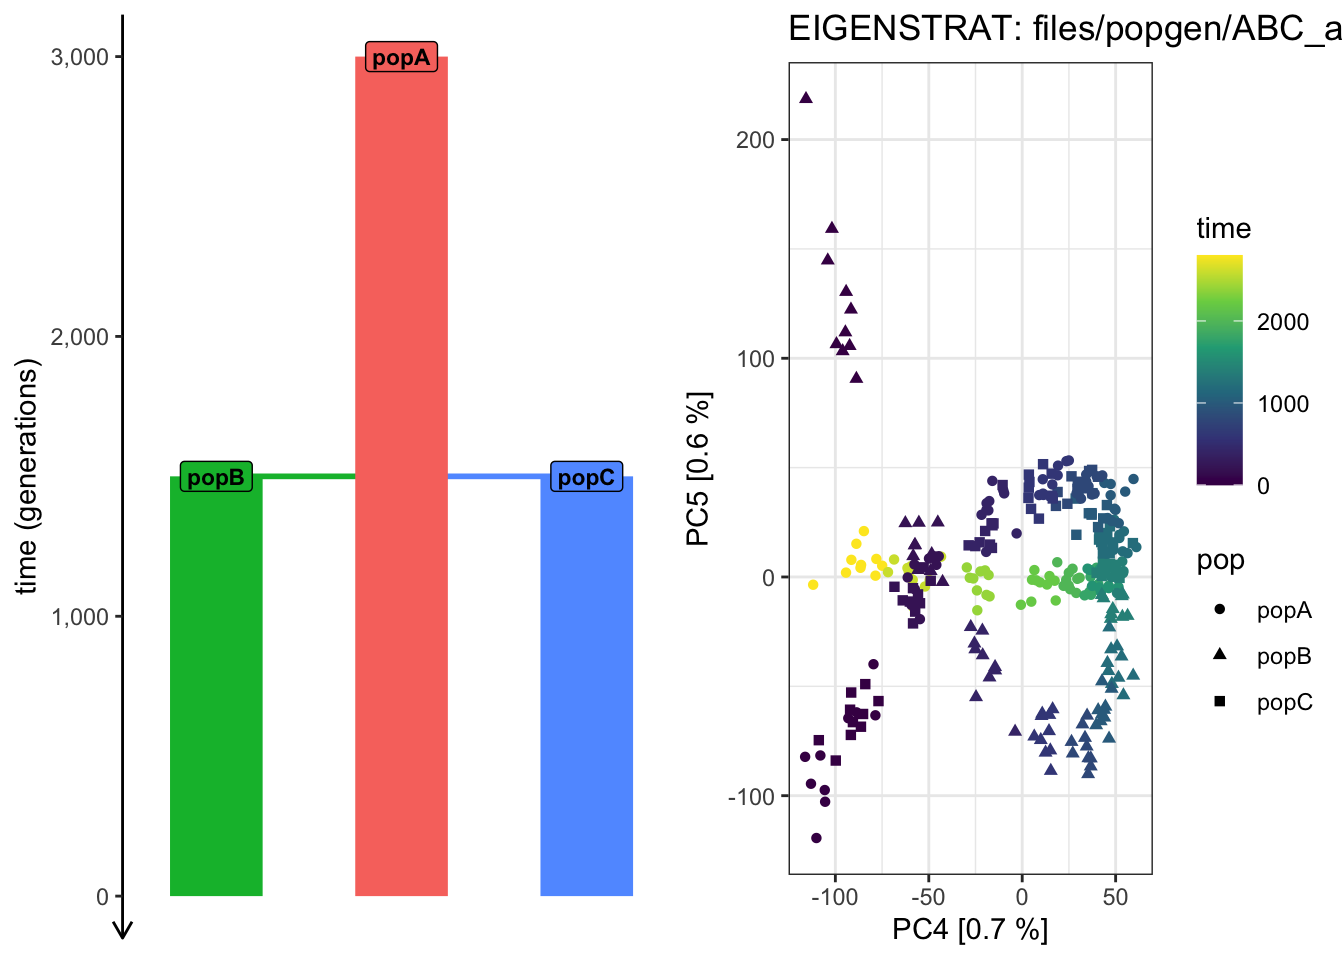 time (generations)
3,000
2,000
1,000
0
popA
popB
popC
EIGENSTRAT: files/popgen/ABC_a
PC5 [0.6 %]
200
100
0
-100
-100 -50 0 50
PC4 [0.7 %]
time
2000
1000
0
pop
popA
popB
popC